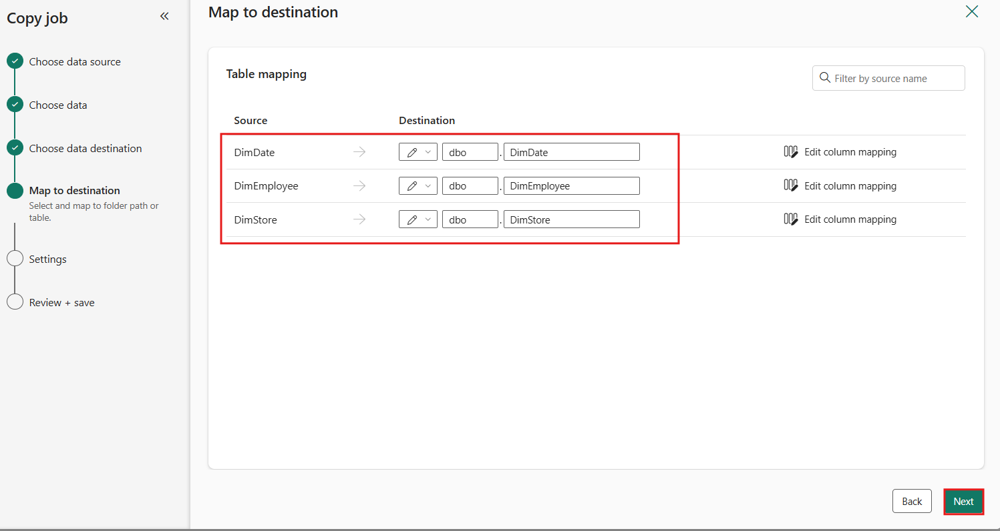 Copy job
Choose data source
Choose data
Choose data destination
Map to destination
Select and map to folder path or
table.
Settings
Review + save
Map to destination
Table mapping
Filter by source name
Source Destination
DimDate dbo . DimDate Edit column mapping
DimEmployee dbo . DimEmployee Edit column mapping
DimStore dbo . DimStore Edit column mapping
Back Next